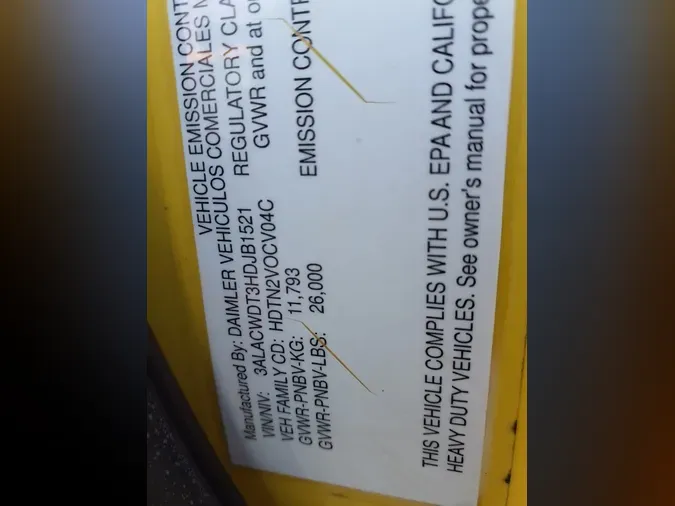 VEHICLE EMISSION CONT
Manufactured By: DAIMLER VEHICULOS COMERCIALES M
VIN/NIV: 3ALACWDT3HDJB1521
VEH FAMILY CD: HDTN2VOCV04C
GVWR-PNBV-KG: 11,793
GVWR-PNBV-LBS: 26,000
REGULATORY CLA
GVWR and at or
EMISSION CONTR
THIS VEHICLE COMPLIES WITH U.S. EPA AND CALIFO
HEAVY DUTY VEHICLES. See owner's manual for prope